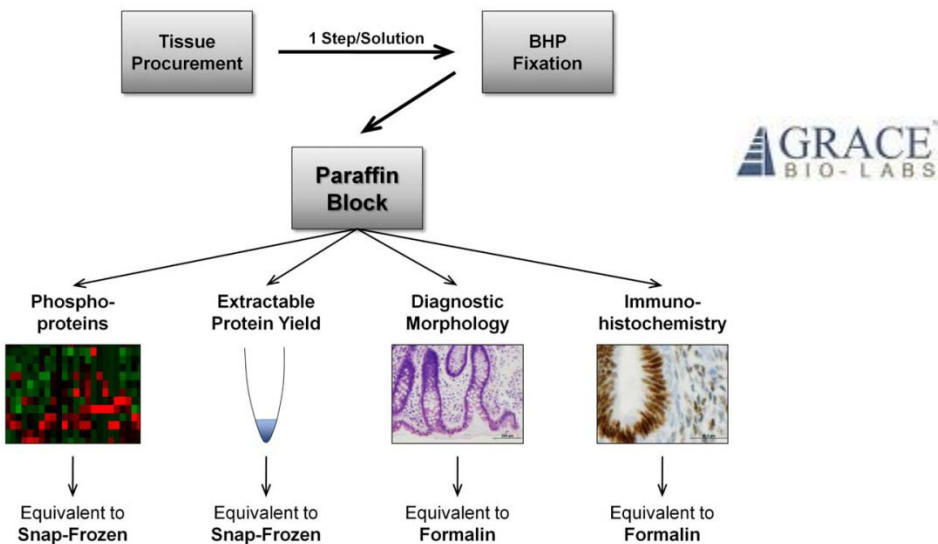 Tissue
Procurement
1 Step/Solution
BHP
Fixation
GRACE
BIO-LABS
Paraffin
Block
Phospho-
proteins
Extractable
Protein Yield
Diagnostic
Morphology
Immuno-
histochemistry
Equivalent to
Snap-Frozen
Equivalent to
Snap-Frozen
Equivalent to
Formalin
Equivalent to
Formalin